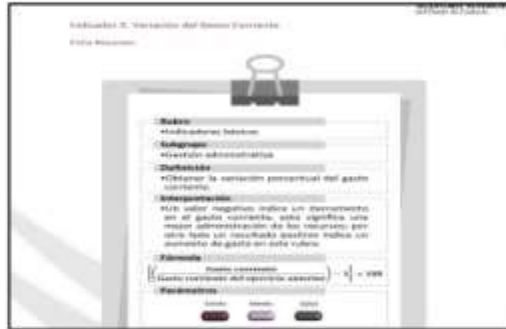 Indicador 2. Variación del Gasto Corriente
Ficha Resumen
Rubro
•Indicadores básicos
Subgrupo
•Gestión administrativa
Definición
•Obtener la variación porcentual del gasto
corriente.
Interpretación
•Un valor negativo indica un decremento
en el gasto corriente, esto significa una
mejor administración de los recursos; por
otro lado un resultado positivo indica un
aumento de gasto en este rubro.
Fórmula
Gasto corriente
Gasto corriente del ejercicio anterior
- 1
* 100
Parámetros